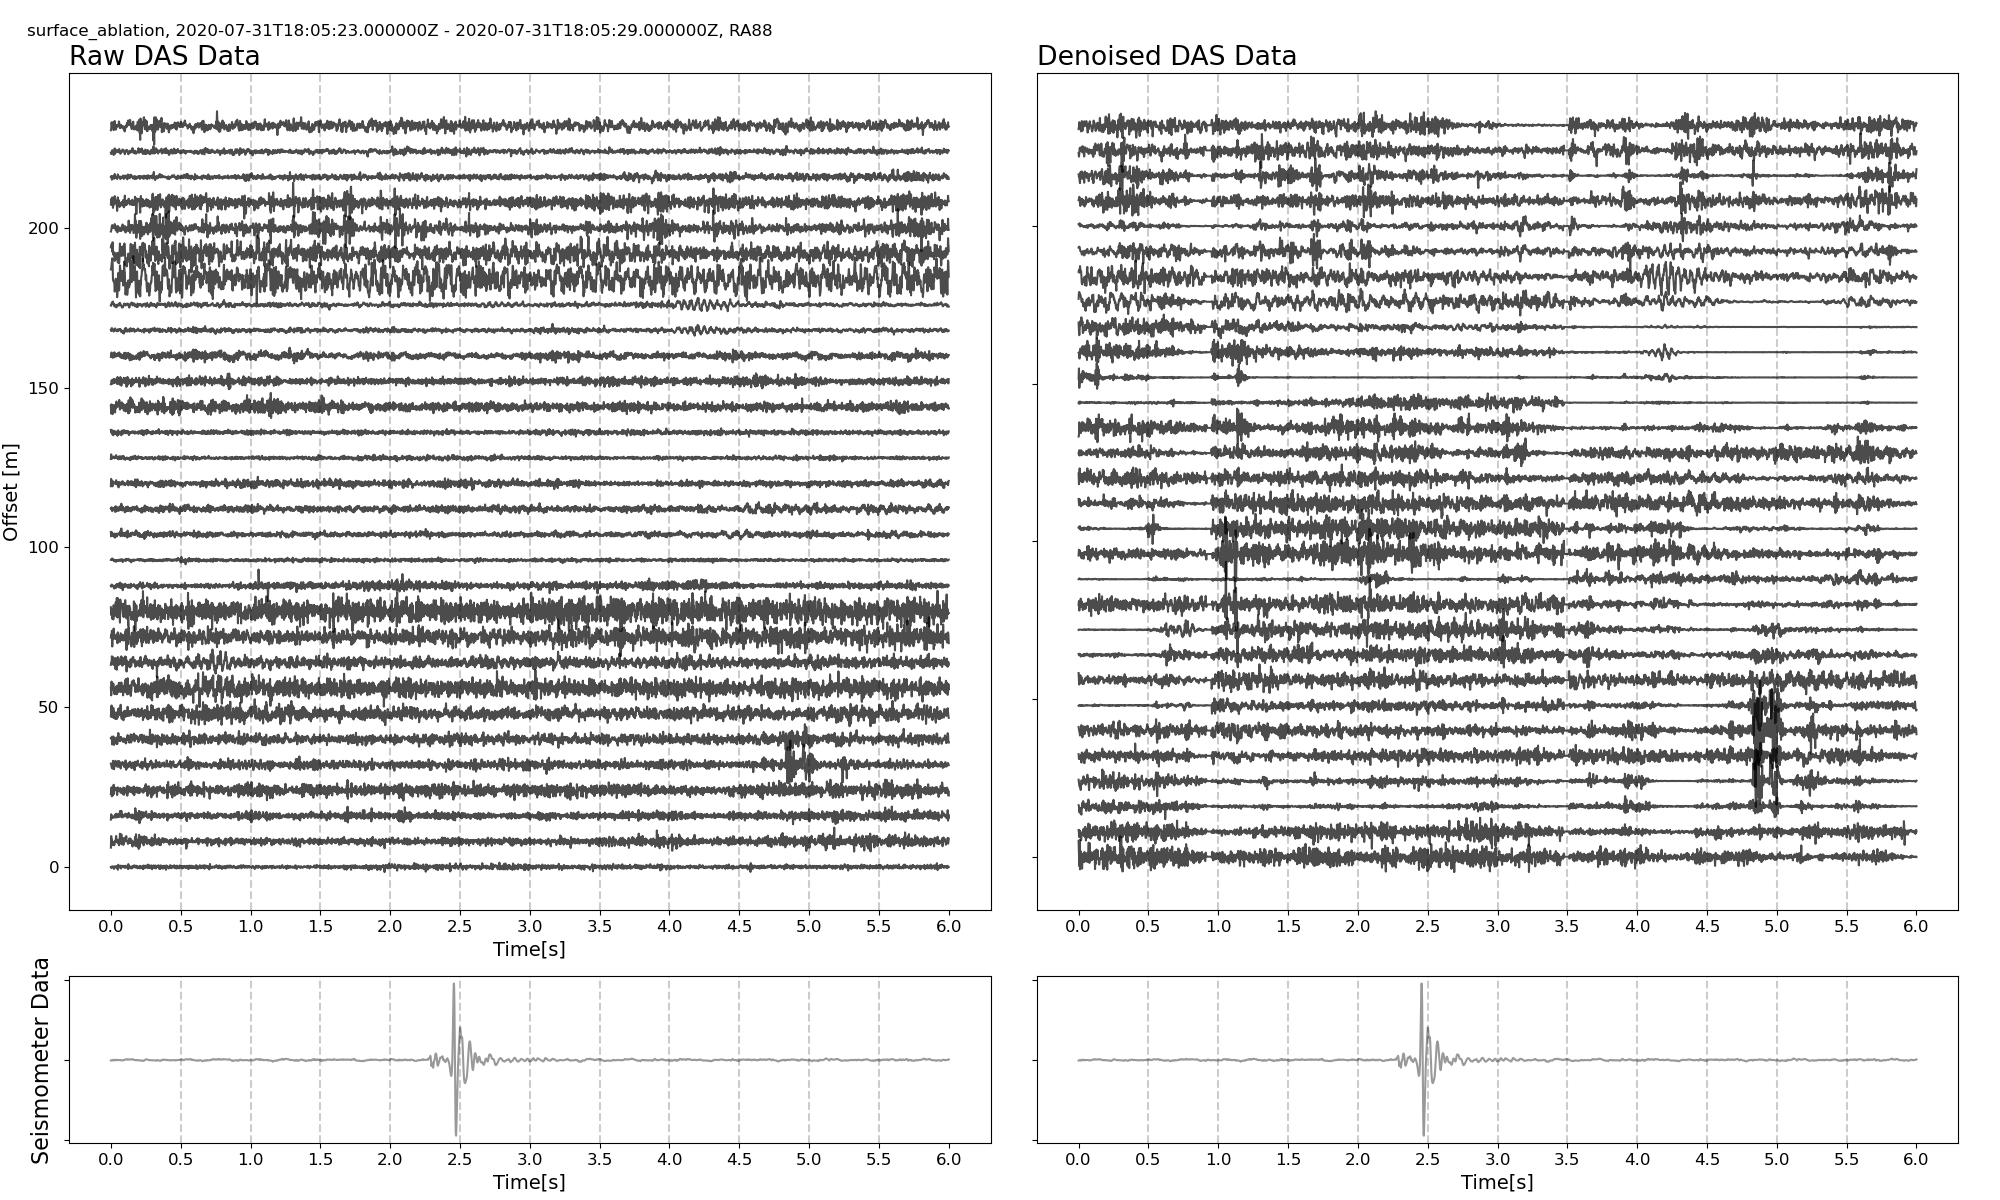 surface_ablation, 2020-07-31T18:05:23.000000Z - 2020-07-31T18:05:29.000000Z, RA88
Raw DAS Data
Denoised DAS Data
Offset [m]
200
150
100
50
0
0.0 0.5 1.0 1.5 2.0 2.5 3.0 3.5 4.0 4.5 5.0 5.5 6.0
0.0 0.5 1.0 1.5 2.0 2.5 3.0 3.5 4.0 4.5 5.0 5.5 6.0
Time[s]
Seismometer Data
0.0 0.5 1.0 1.5 2.0 2.5 3.0 3.5 4.0 4.5 5.0 5.5 6.0
Time[s]
0.0 0.5 1.0 1.5 2.0 2.5 3.0 3.5 4.0 4.5 5.0 5.5 6.0
Time[s]